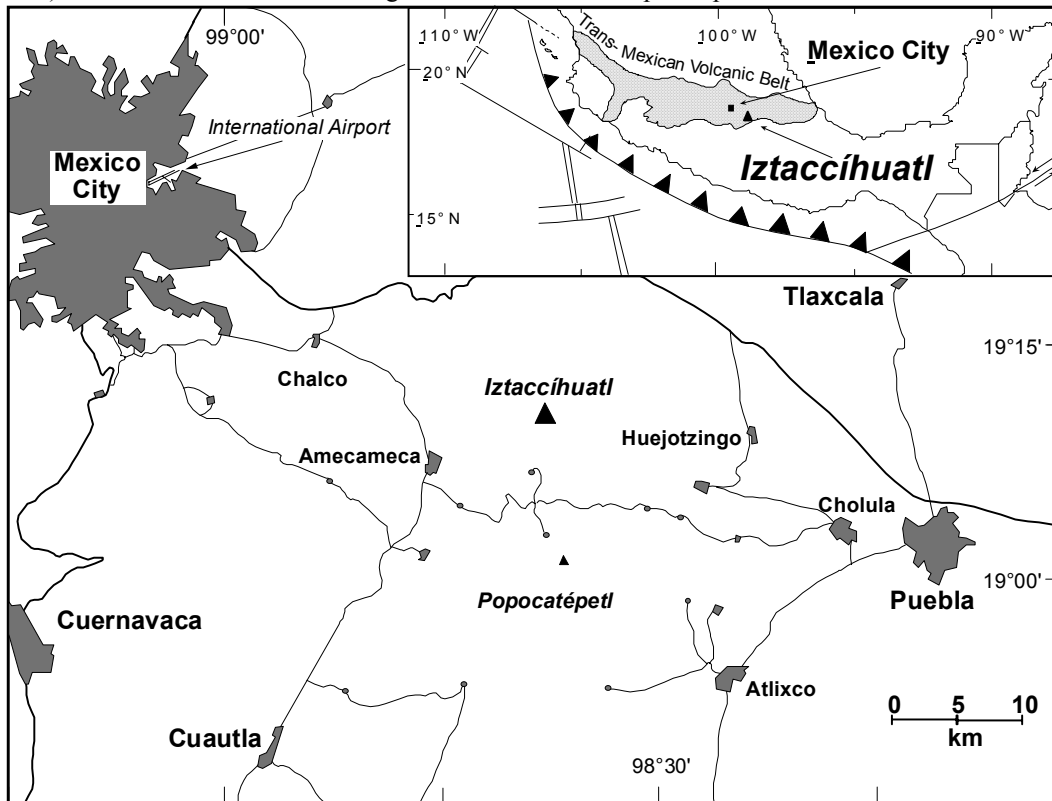 99°00'
110° W
100° W
90° W
Trans-Mexican Volcanic Belt
Mexico City
20° N
International Airport
Mexico
City
Iztaccíhuatl
15° N
Tlaxcala
19°15'
Chalco
Iztaccíhuatl
Huejotzingo
Amecameca
Cholula
19°00'
Popocatépetl
Puebla
Cuernavaca
Atlixco
0 5 10
km
Cuautla
98°30'